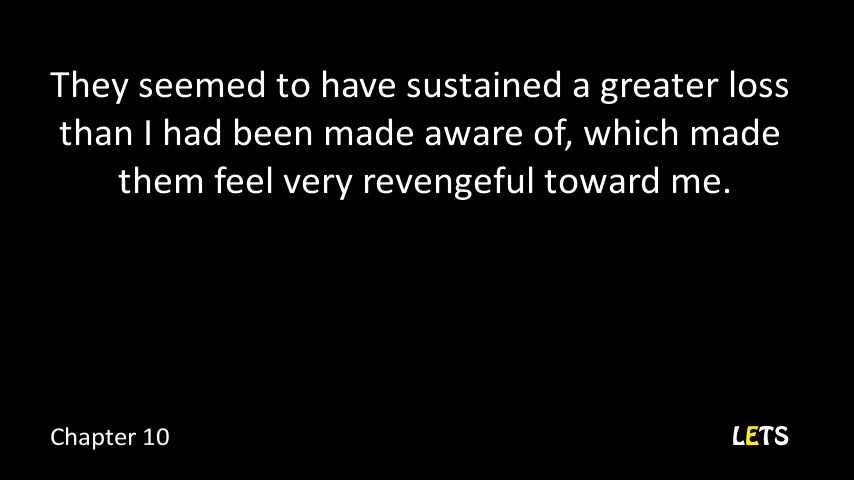 They seemed to have sustained a greater loss
than I had been made aware of, which made
them feel very revengeful toward me.
Chapter 10
LETS